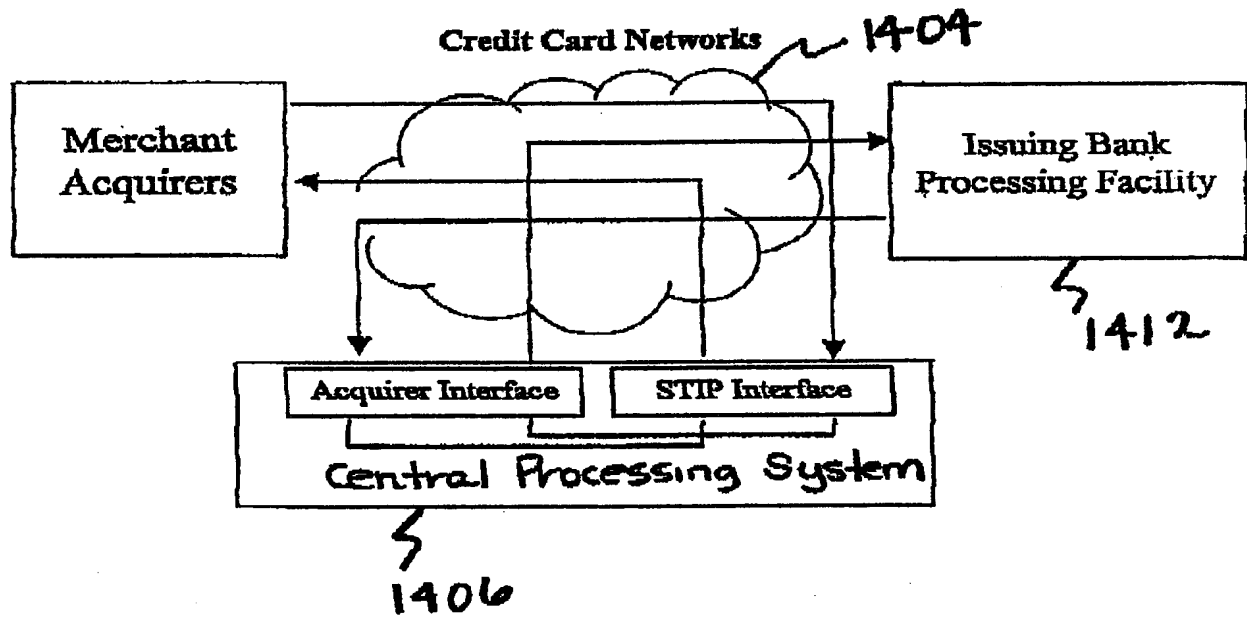 Credit Card Networks
1404
Merchant
Acquirers
Issuing Bank
Processing Facility
1412
Acquirer Interface
STIP Interface
Central Processing System
1406